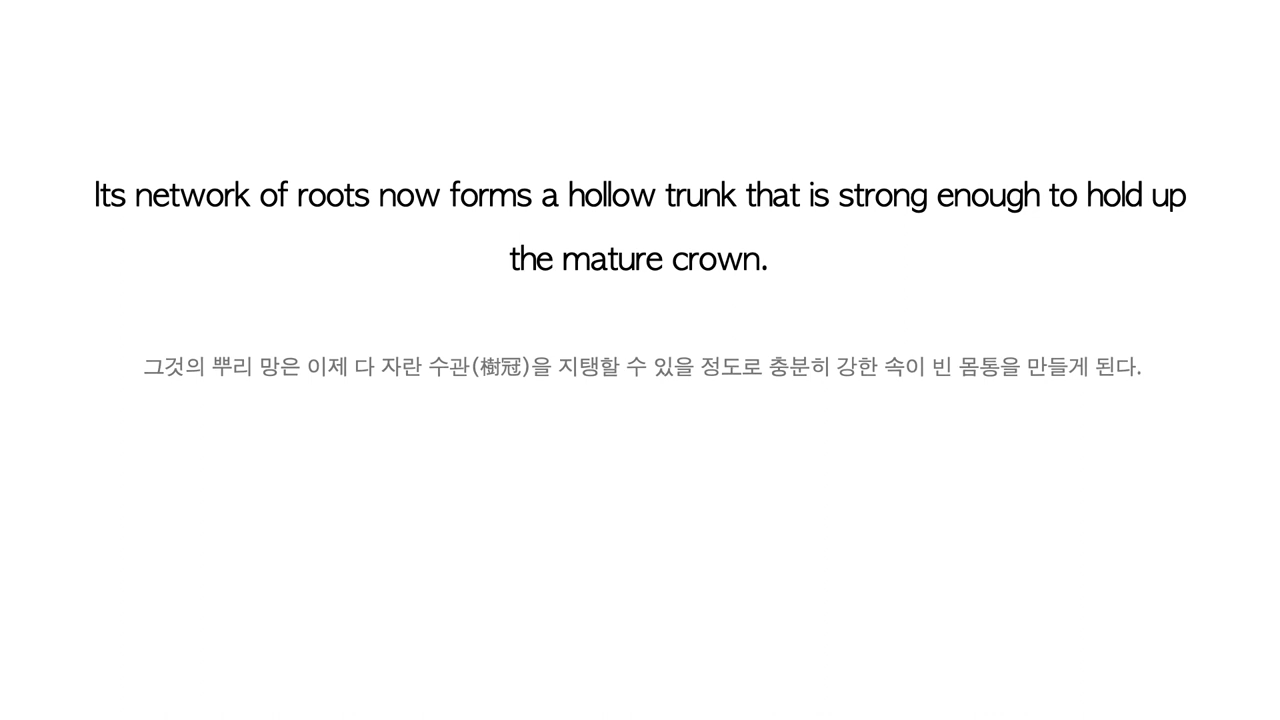 Its network of roots now forms a hollow trunk that is strong enough to hold up
the mature crown.
그것의 뿌리 망은 이제 다 자란 수관(樹冠)을 지탱할 수 있을 정도로 충분히 강한 속이 빈 몸통을 만들게 된다.